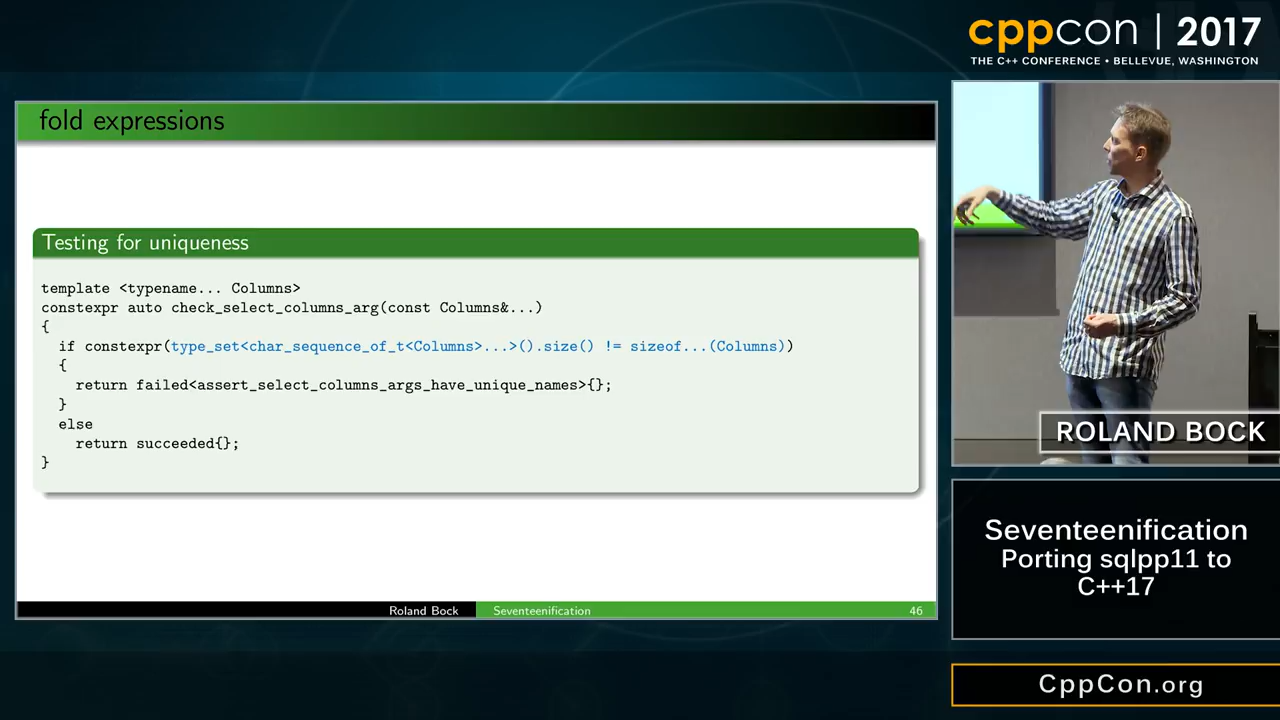 cppcon | 2017
THE C++ CONFERENCE • BELLEVUE, WASHINGTON
fold expressions
Testing for uniqueness
template <typename... Columns>
constexpr auto check_select_columns_arg(const Columns&...)
{
  if constexpr(type_set<char_sequence_of_t<Columns>...>().size() != sizeof...(Columns))
  {
    return failed<assert_select_columns_args_have_unique_names>{};
  }
  else
    return succeeded{};
}
Roland Bock
Seventeenification
46
ROLAND BOCK
Seventeenification
Porting sqlpp11 to
C++17
CppCon.org